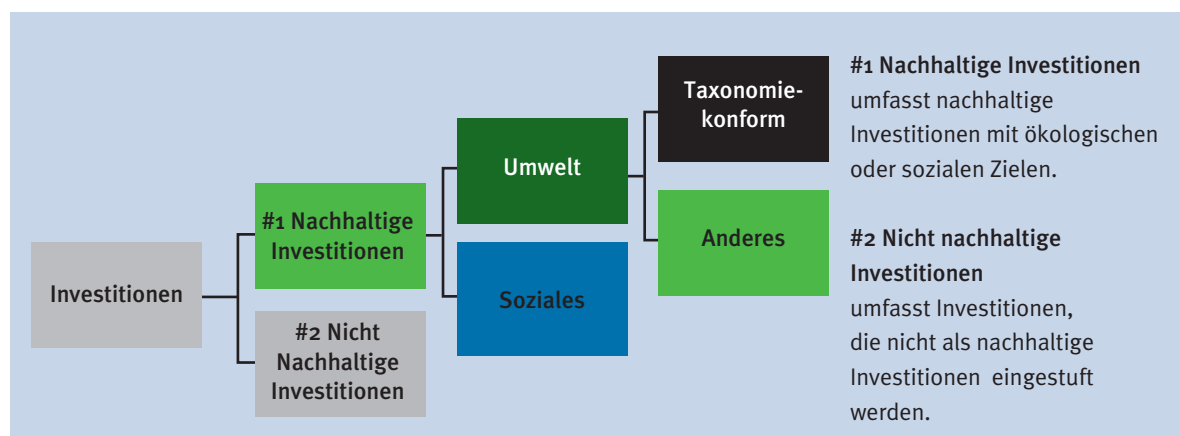 Investitionen
#1 Nachhaltige
Investitionen
#2 Nicht
Nachhaltige
Investitionen
Umwelt
Soziales
Taxonomie-
konform
Anderes
#1 Nachhaltige Investitionen
umfasst nachhaltige
Investitionen mit ökologischen
oder sozialen Zielen.
#2 Nicht nachhaltige
Investitionen
umfasst Investitionen,
die nicht als nachhaltige
Investitionen eingestuft
werden.